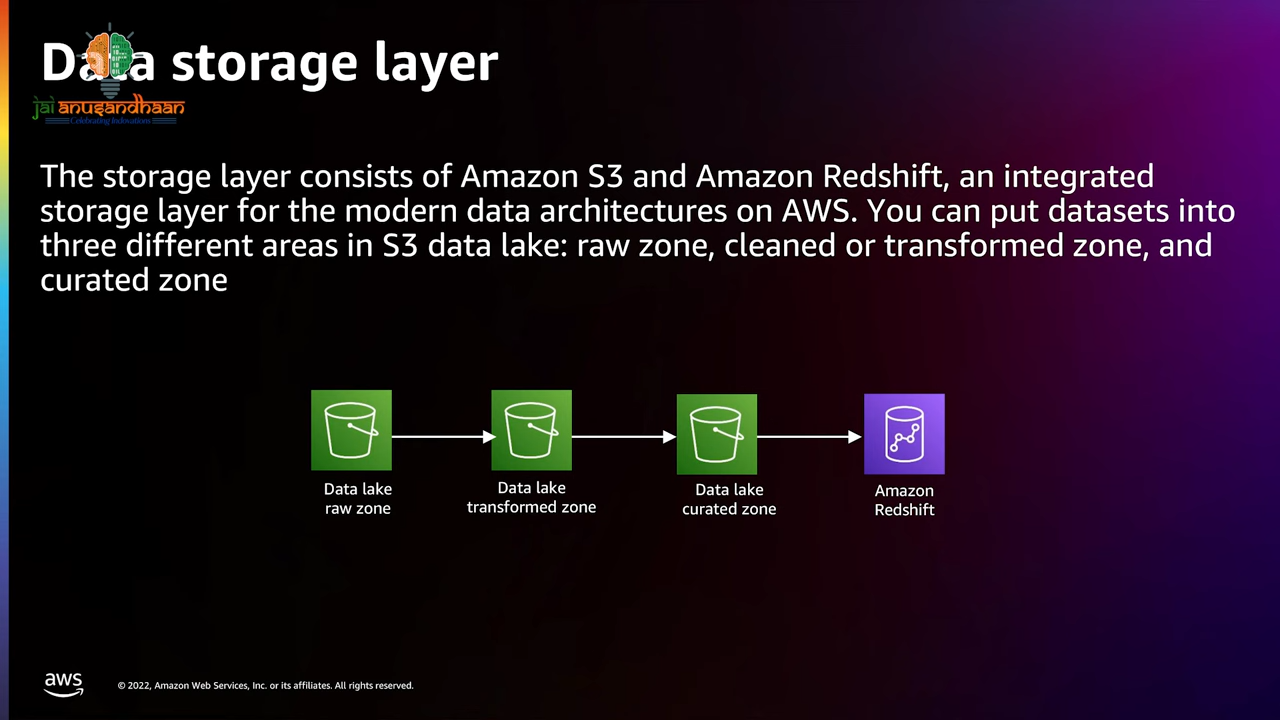 Data storage layer
jai anusandhaan
Celebrating Indovations
The storage layer consists of Amazon S3 and Amazon Redshift, an integrated
storage layer for the modern data architectures on AWS. You can put datasets into
three different areas in S3 data lake: raw zone, cleaned or transformed zone, and
curated zone
Data lake
raw zone
Data lake
transformed zone
Data lake
curated zone
Amazon
Redshift
aws
© 2022, Amazon Web Services, Inc. or its affiliates. All rights reserved.